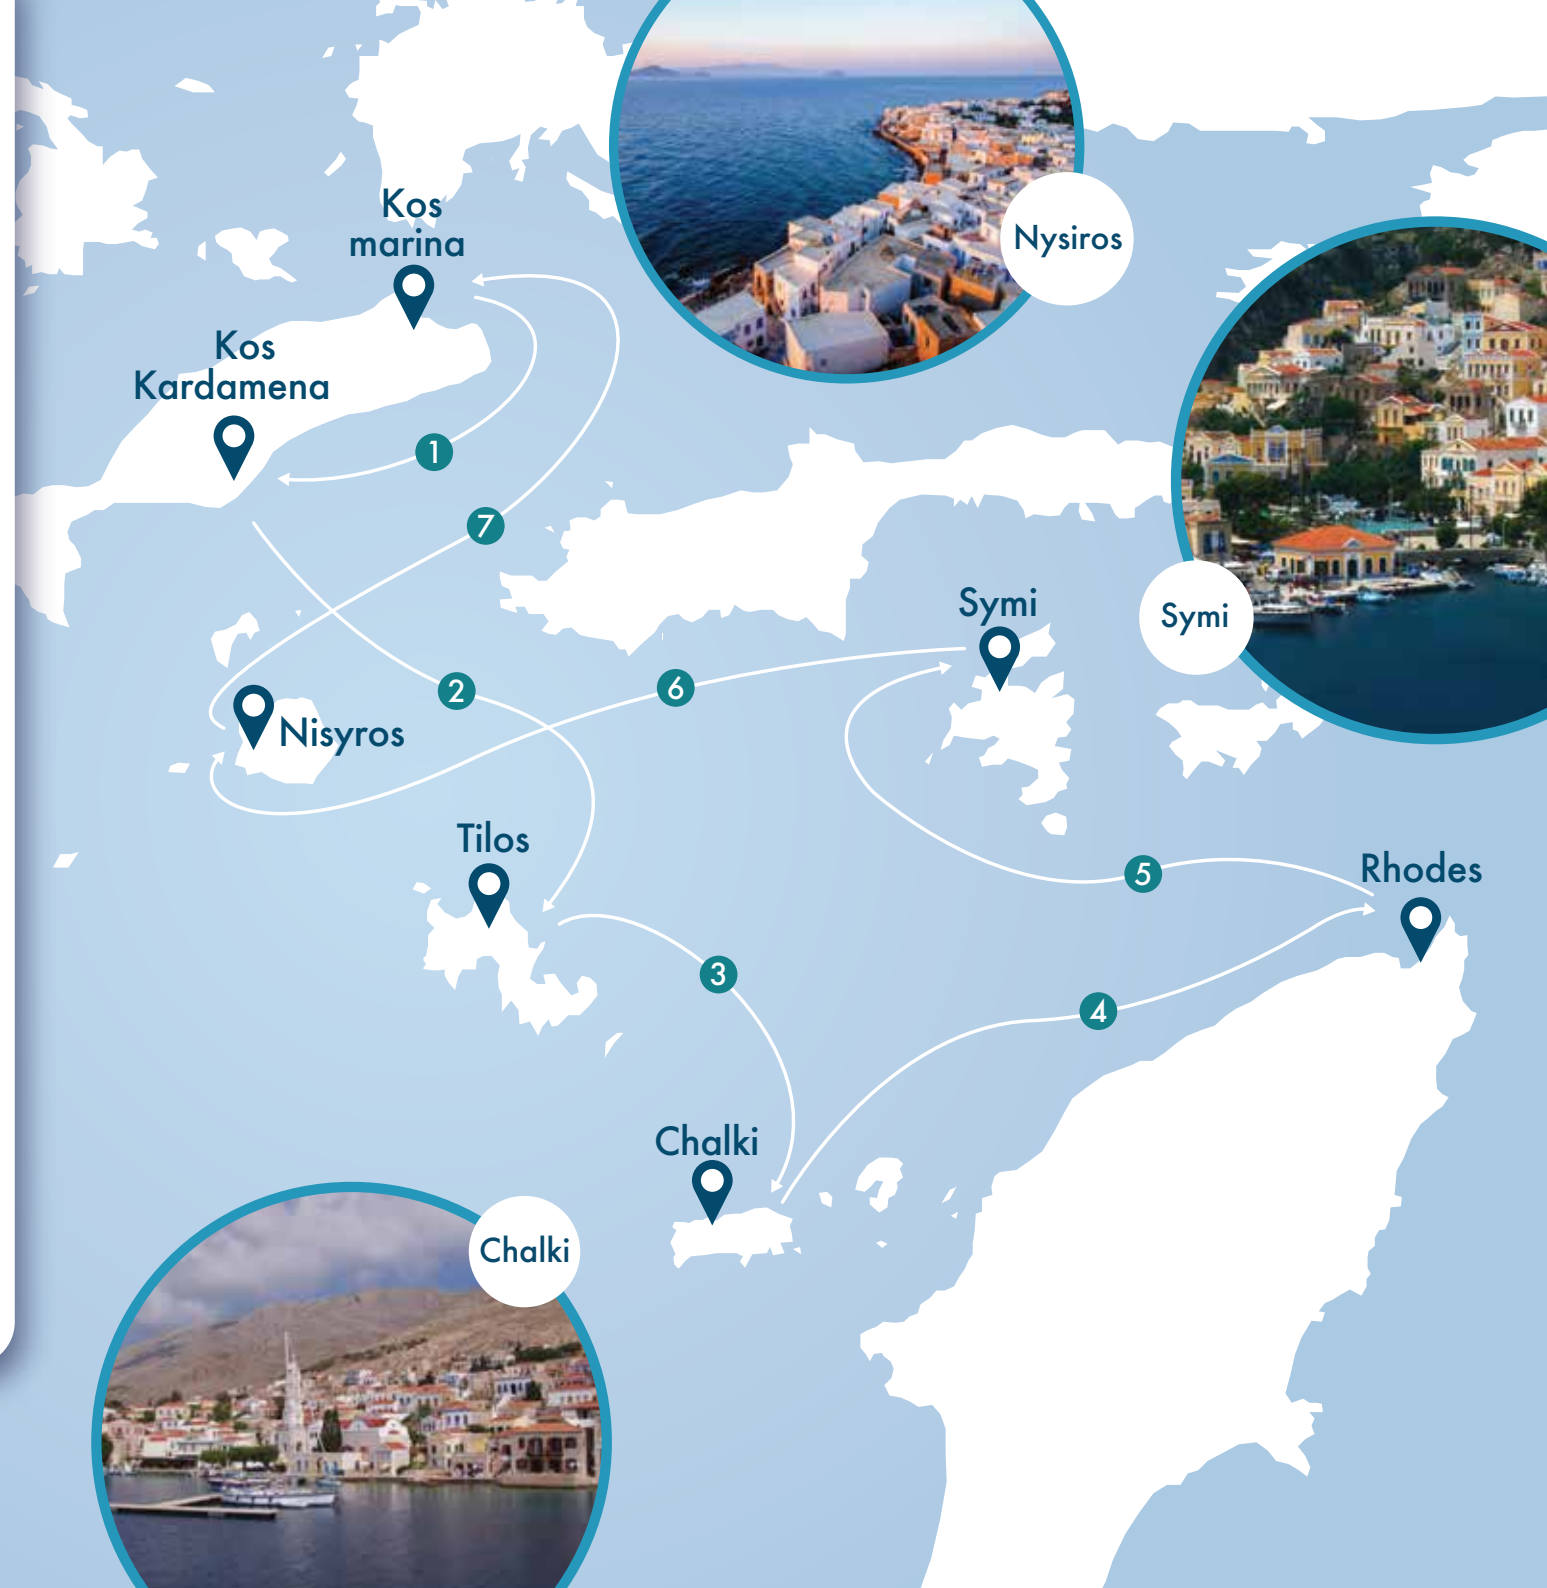 Kos
marina
Nysiros
Kos
Kardamena
1
7
Symi
Symi
2
6
Nisyros
Tilos
5
Rhodes
3
4
Chalki
Chalki